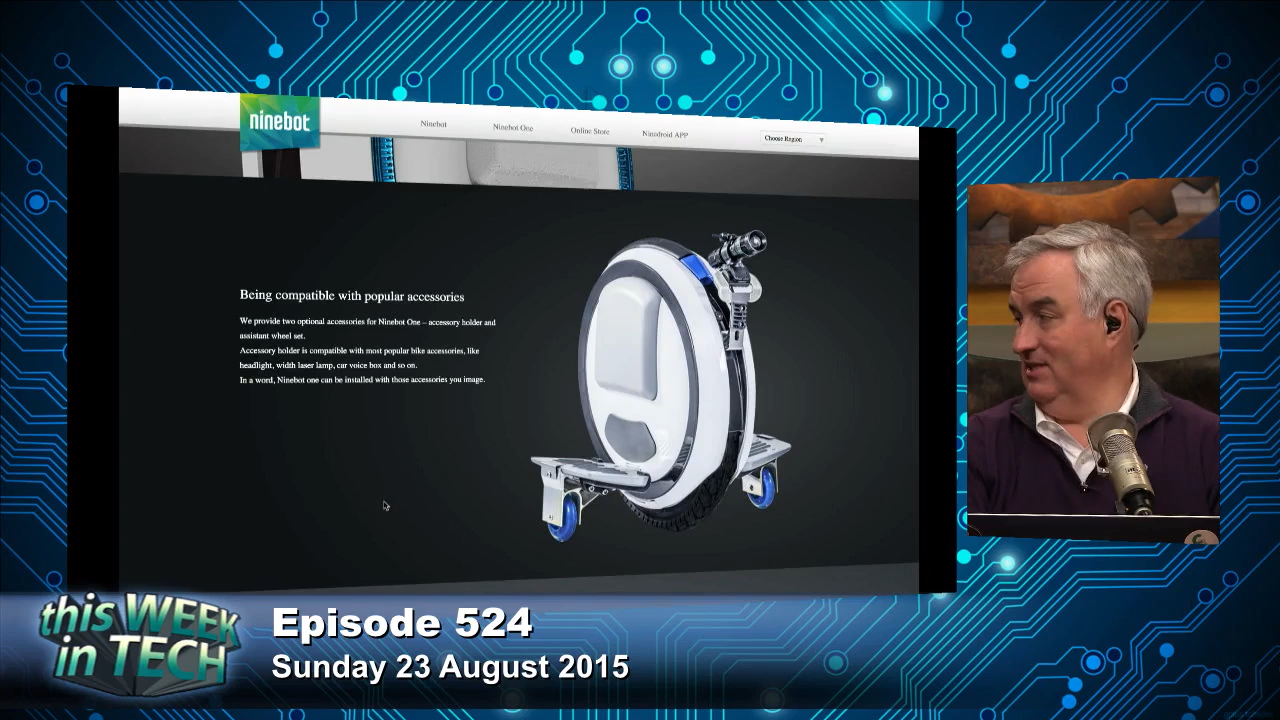 ninebot
Ninebot
Ninebot One
Online Store
Ninedroid APP
Choose Region
Being compatible with popular accessories
We provide two optional accessories for Ninebot One – accessory holder and
assistant wheel set.
Accessory holder is compatible with most popular bike accessories, like
headlight, width laser lamp, car voice box and so on.
In a word, Ninebot one can be installed with those accessories you image.
this WEEK
in TECH
Episode 524
Sunday 23 August 2015